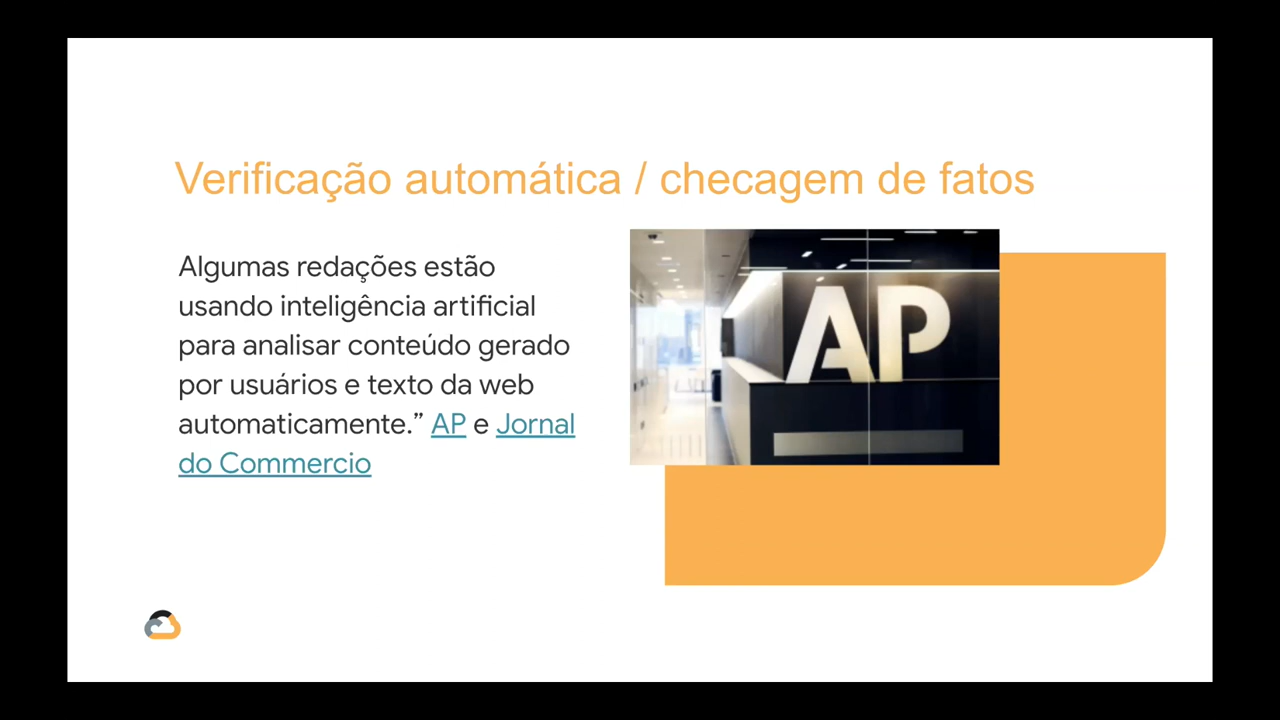 Verificação automática / checagem de fatos
Algumas redações estão
usando inteligência artificial
para analisar conteúdo gerado
por usuários e texto da web
automaticamente.” AP e Jornal
do Commercio
AP